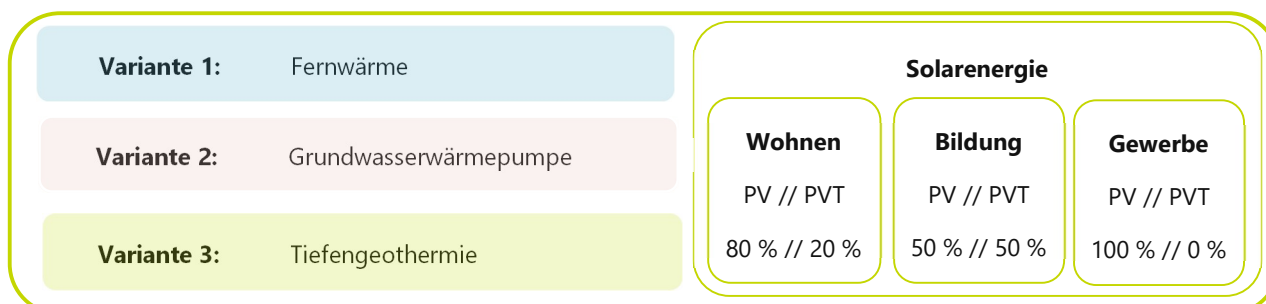 Variante 1: Fernwärme
Variante 2: Grundwasserwärmepumpe
Variante 3: Tiefengeothermie
Solarenergie
Wohnen
PV // PVT
80 % // 20 %
Bildung
PV // PVT
50 % // 50 %
Gewerbe
PV // PVT
100 % // 0 %